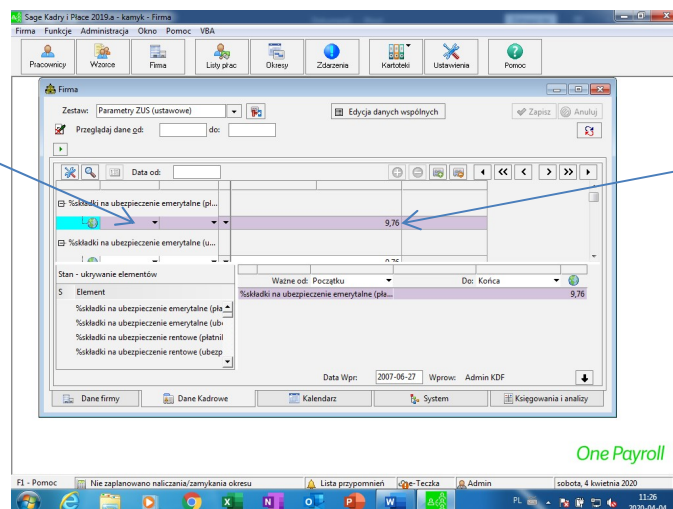 Sage Kadry i Płace 2019.a - kamyk - Firma
Firma Funkcje Administracja Okno Pomoc VBA
Pracownicy Wzorce Firma Listy płac Okresy Zdarzenia Kartoteki Ustawienia Pomoc
Firma
Zestaw: Parametry ZUS (ustawowe) Edycja danych wspólnych Zapisz Anuluj
Przeglądaj dane od: do:
Data od:
%składki na ubezpieczenie emerytalne (pł...
9,76
%składki na ubezpieczenie emerytalne (u...
9,76
Stan - ukrywanie elementów
Ważne od: Początku Do: Końca
S Element
%składki na ubezpieczenie emerytalne (pła... 9,76
%składki na ubezpieczenie emerytalne (pła
%składki na ubezpieczenie emerytalne (ube
%składki na ubezpieczenie rentowe (płatnil
%składki na ubezpieczenie rentowe (ubezp
Data Wpr: 2007-06-27 Wprow: Admin KDF
Dane firmy Dane Kadrowe Kalendarz System Księgowania i analizy
One Payroll
F1 - Pomoc Nie zaplanowano naliczania/zamykania okresu Lista przypomnień e-Teczka Admin sobota, 4 kwietnia 2020
PL 11:26
2020-04-04